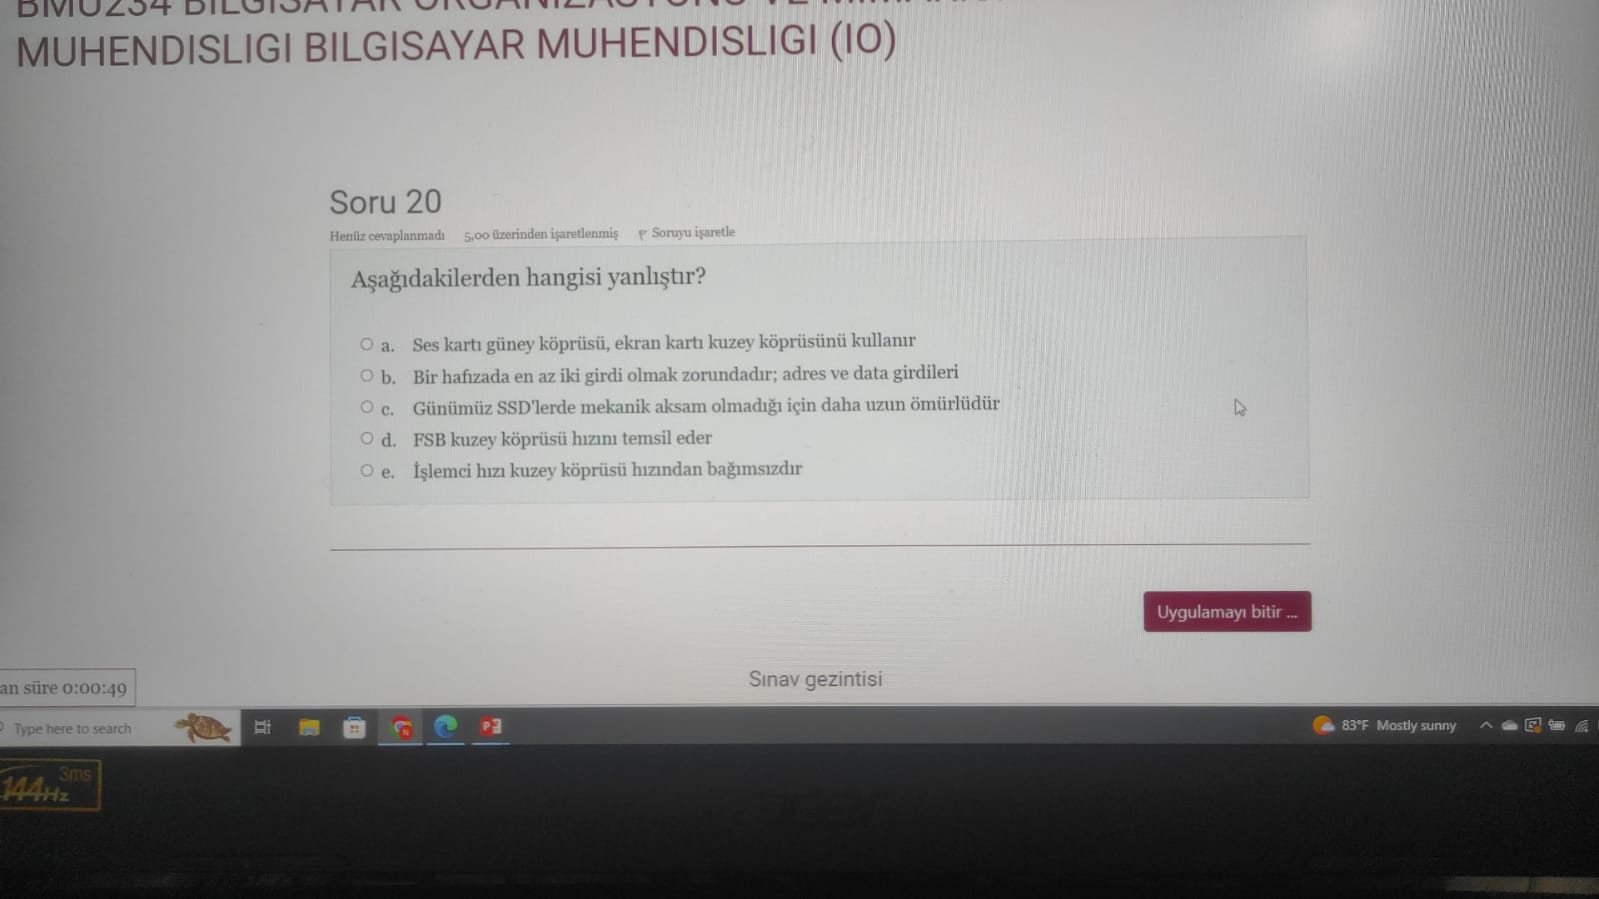 BMU234 BILGISAYAR ORGANIZASYONU VE
MUHENDISLIGI BILGISAYAR MUHENDISLIGI (IO)
Soru 20
Henüz cevaplanmadı 5,00 üzerinden işaretlenmiş Soruyu işaretle
Aşağıdakilerden hangisi yanlıştır?
a. Ses kartı güney köprüsü, ekran kartı kuzey köprüsünü kullanır
b. Bir hafızada en az iki girdi olmak zorundadır; adres ve data girdileri
c. Günümüz SSD'lerde mekanik aksam olmadığı için daha uzun ömürlüdür
d. FSB kuzey köprüsü hızını temsil eder
e. İşlemci hızı kuzey köprüsü hızından bağımsızdır
Uygulamayı bitir ...
Sınav gezintisi
an süre 0:00:49
Type here to search
83°F Mostly sunny
3ms
144Hz